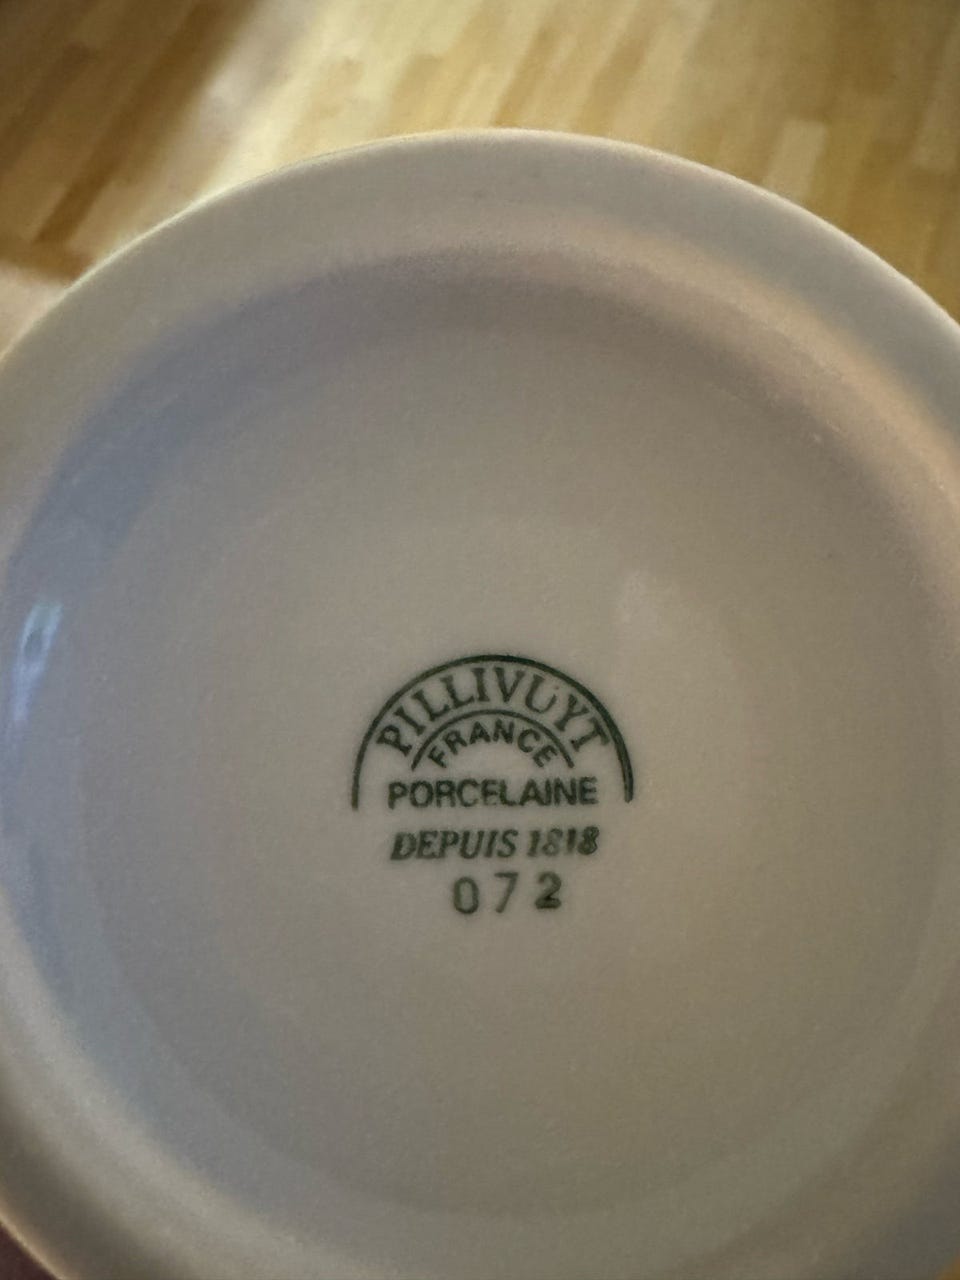 PILLIVUYT
FRANCE
PORCELAINE
DEPUIS 1818
072